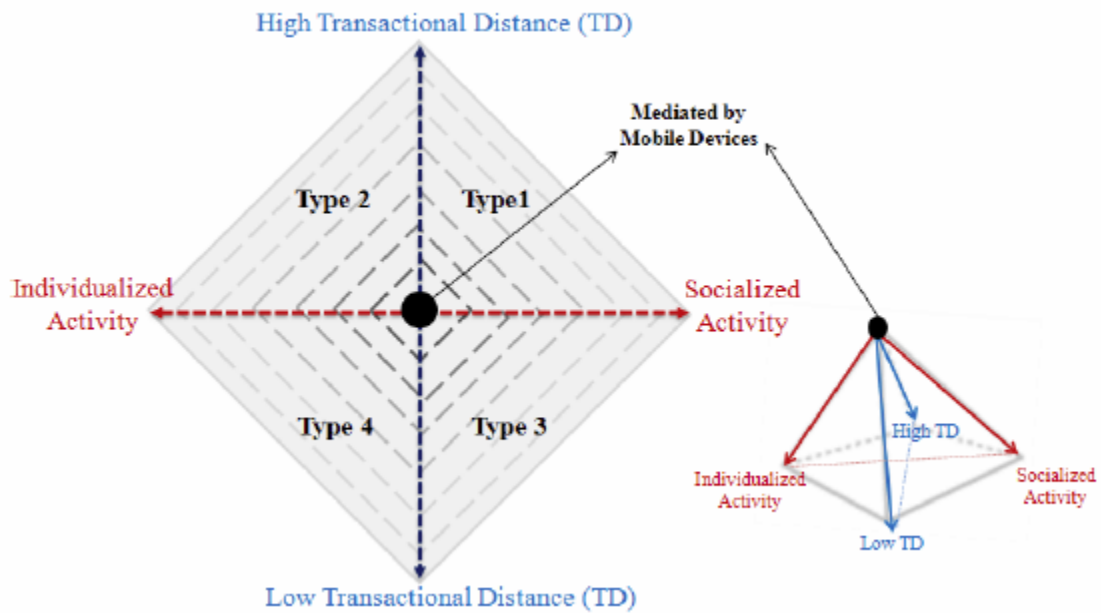 High Transactional Distance (TD)
Mediated by
Mobile Devices
Type 2
Type1
Individualized
Activity
Socialized
Activity
Type 4
Type 3
High TD
Individualized
Activity
Socialized
Activity
Low TD
Low Transactional Distance (TD)